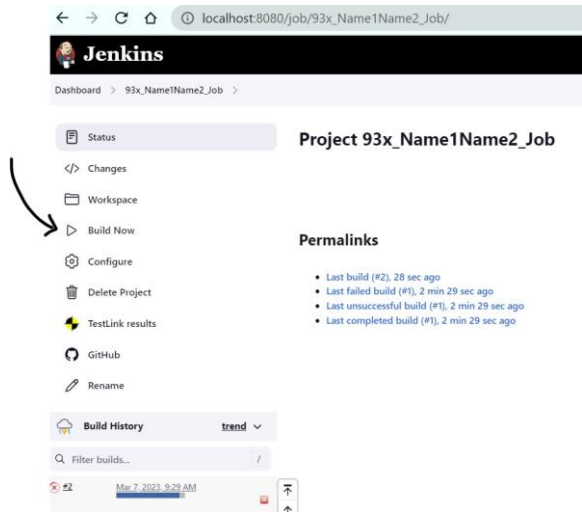 localhost:8080/job/93x_Name1Name2_Job/
Jenkins
Dashboard > 93x_Name1Name2_Job >
Status
Changes
Workspace
Build Now
Configure
Delete Project
TestLink results
GitHub
Rename
Build History trend
Filter builds... /
#2 Mar 7, 2023, 9:29 AM
Project 93x_Name1Name2_Job
Permalinks
Last build (#2), 28 sec ago
Last failed build (#1), 2 min 29 sec ago
Last unsuccessful build (#1), 2 min 29 sec ago
Last completed build (#1), 2 min 29 sec ago